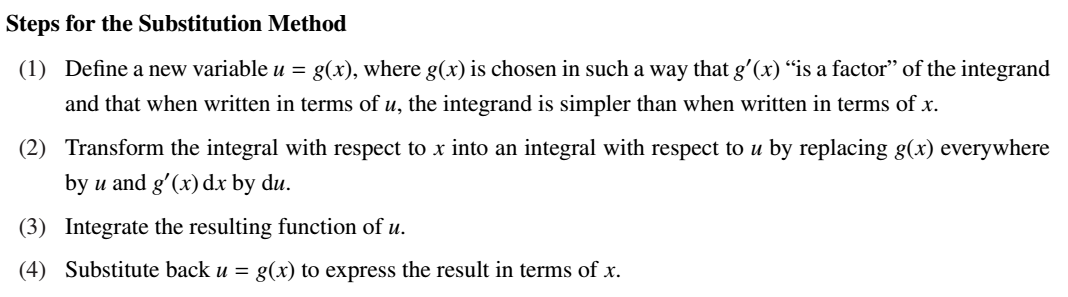 Steps for the Substitution Method
(1) Define a new variable u = g(x), where g(x) is chosen in such a way that g′(x) “is a factor” of the integrand
and that when written in terms of u, the integrand is simpler than when written in terms of x.
(2) Transform the integral with respect to x into an integral with respect to u by replacing g(x) everywhere
by u and g′(x) dx by du.
(3) Integrate the resulting function of u.
(4) Substitute back u = g(x) to express the result in terms of x.